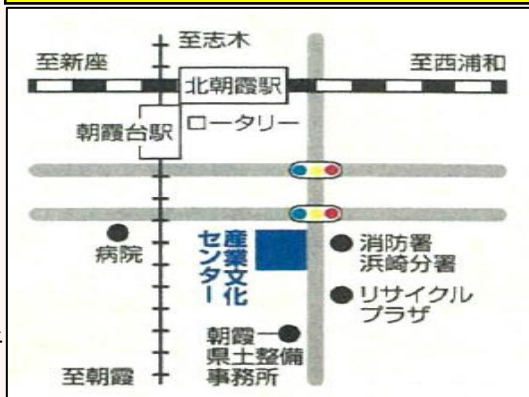 至志木
至新座
至西浦和
北朝霞駅
朝霞台駅
ロータリー
病院
産業文化
センター
消防署
浜崎分署
リサイクル
プラザ
朝霞
県土整備
事務所
至朝霞